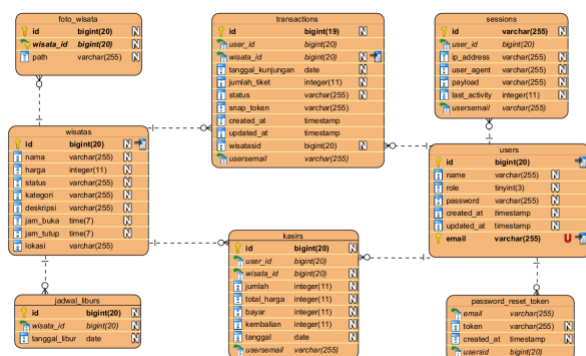 foto_wisata
id bigint(20) N
wisata_id bigint(20) N
path varchar(255) N
transactions
id bigint(19) N
user_id bigint(20)
wisata_id bigint(20) N
tanggal_kunjungan date N
jumlah_tiket integer(11) N
status varchar(255) N
snap_token varchar(255)
created_at timestamp
updated_at timestamp
wisatasid bigint(20) N
usersemail varchar(255)
sessions
id varchar(255) N
user_id bigint(20)
ip_address varchar(255) N
user_agent varchar(255) N
payload varchar(255) N
last_activity integer(11) N
usersemail varchar(255)
wisatas
id bigint(20) N
nama varchar(255) N
harga integer(11) N
status varchar(255) N
kategori varchar(255) N
deskripsi varchar(255) N
jam_buka time(7) N
jam_tutup time(7) N
lokasi varchar(255)
users
id bigint(20)
name varchar(255) N
role tinyint(3) N
password varchar(255) N
created_at timestamp N
updated_at timestamp N
email varchar(255) U
kasirs
id bigint(20) N
user_id bigint(20)
wisata_id bigint(20) N
jumlah integer(11) N
total_harga integer(11) N
bayar integer(11) N
kembalian integer(11) N
tanggal date N
usersemail varchar(255)
jadwal_liburs
id bigint(20) N
wisata_id bigint(20) N
tanggal_libur date N
password_reset_token
email varchar(255)
token varchar(255) N
created_at timestamp N
usersid bigint(20)